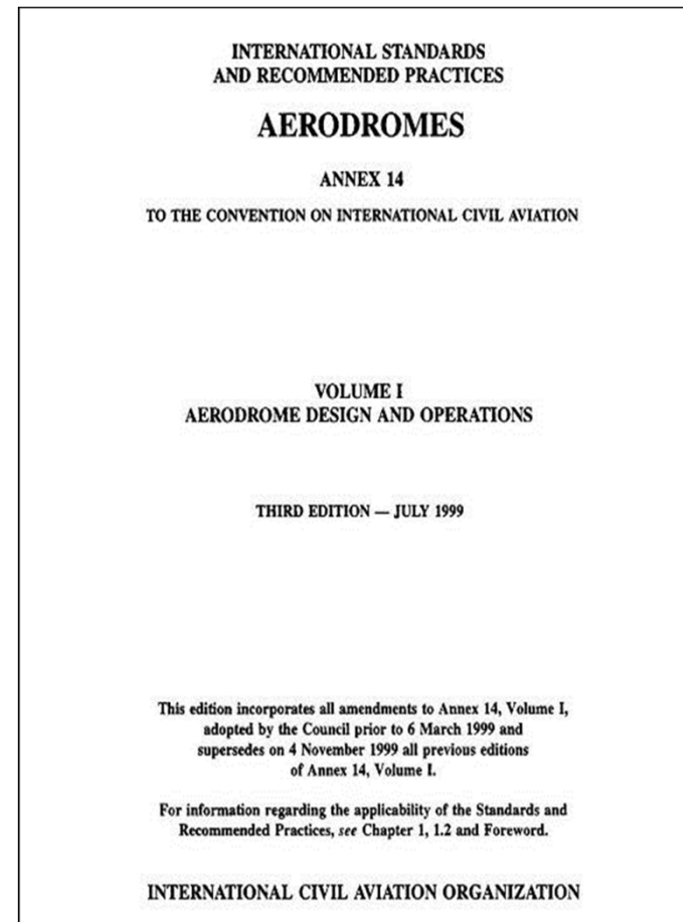 INTERNATIONAL STANDARDS
AND RECOMMENDED PRACTICES
AERODROMES
ANNEX 14
TO THE CONVENTION ON INTERNATIONAL CIVIL AVIATION
VOLUME I
AERODROME DESIGN AND OPERATIONS
THIRD EDITION — JULY 1999
This edition incorporates all amendments to Annex 14, Volume I,
adopted by the Council prior to 6 March 1999 and
supersedes on 4 November 1999 all previous editions
of Annex 14, Volume I.
For information regarding the applicability of the Standards and
Recommended Practices, see Chapter 1, 1.2 and Foreword.
INTERNATIONAL CIVIL AVIATION ORGANIZATION